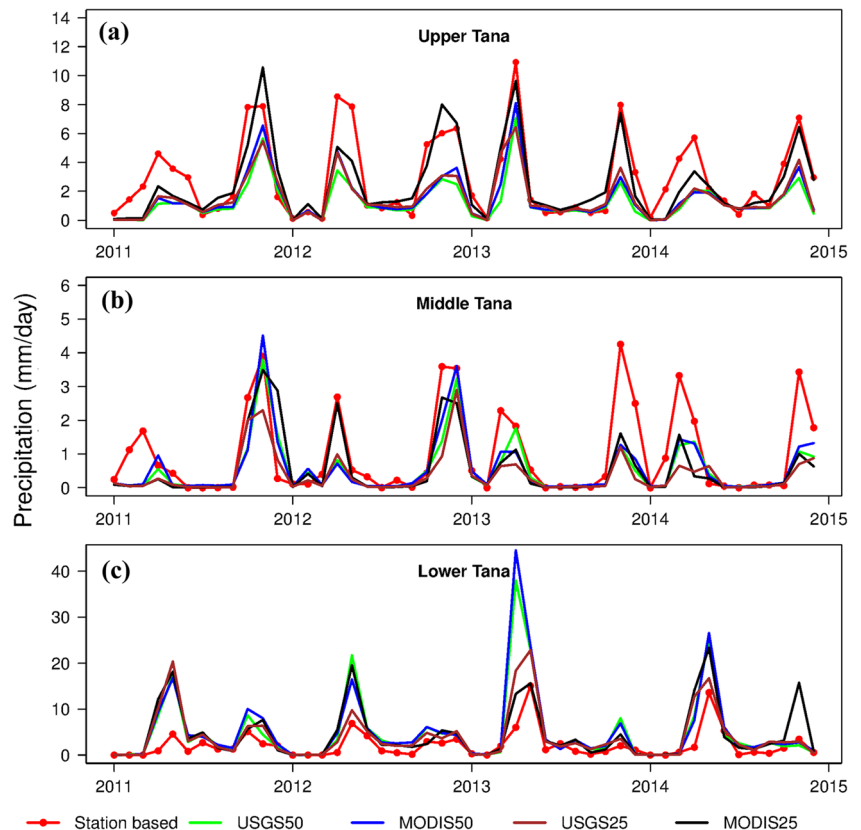 (a) Upper Tana
14
12
10
8
6
4
2
0
2011 2012 2013 2014 2015
(b) Middle Tana
6
5
4
3
2
1
0
2011 2012 2013 2014 2015
Precipitation (mm/day)
(c) Lower Tana
40
30
20
10
0
2011 2012 2013 2014 2015
Station based USGS50 MODIS50 USGS25 MODIS25